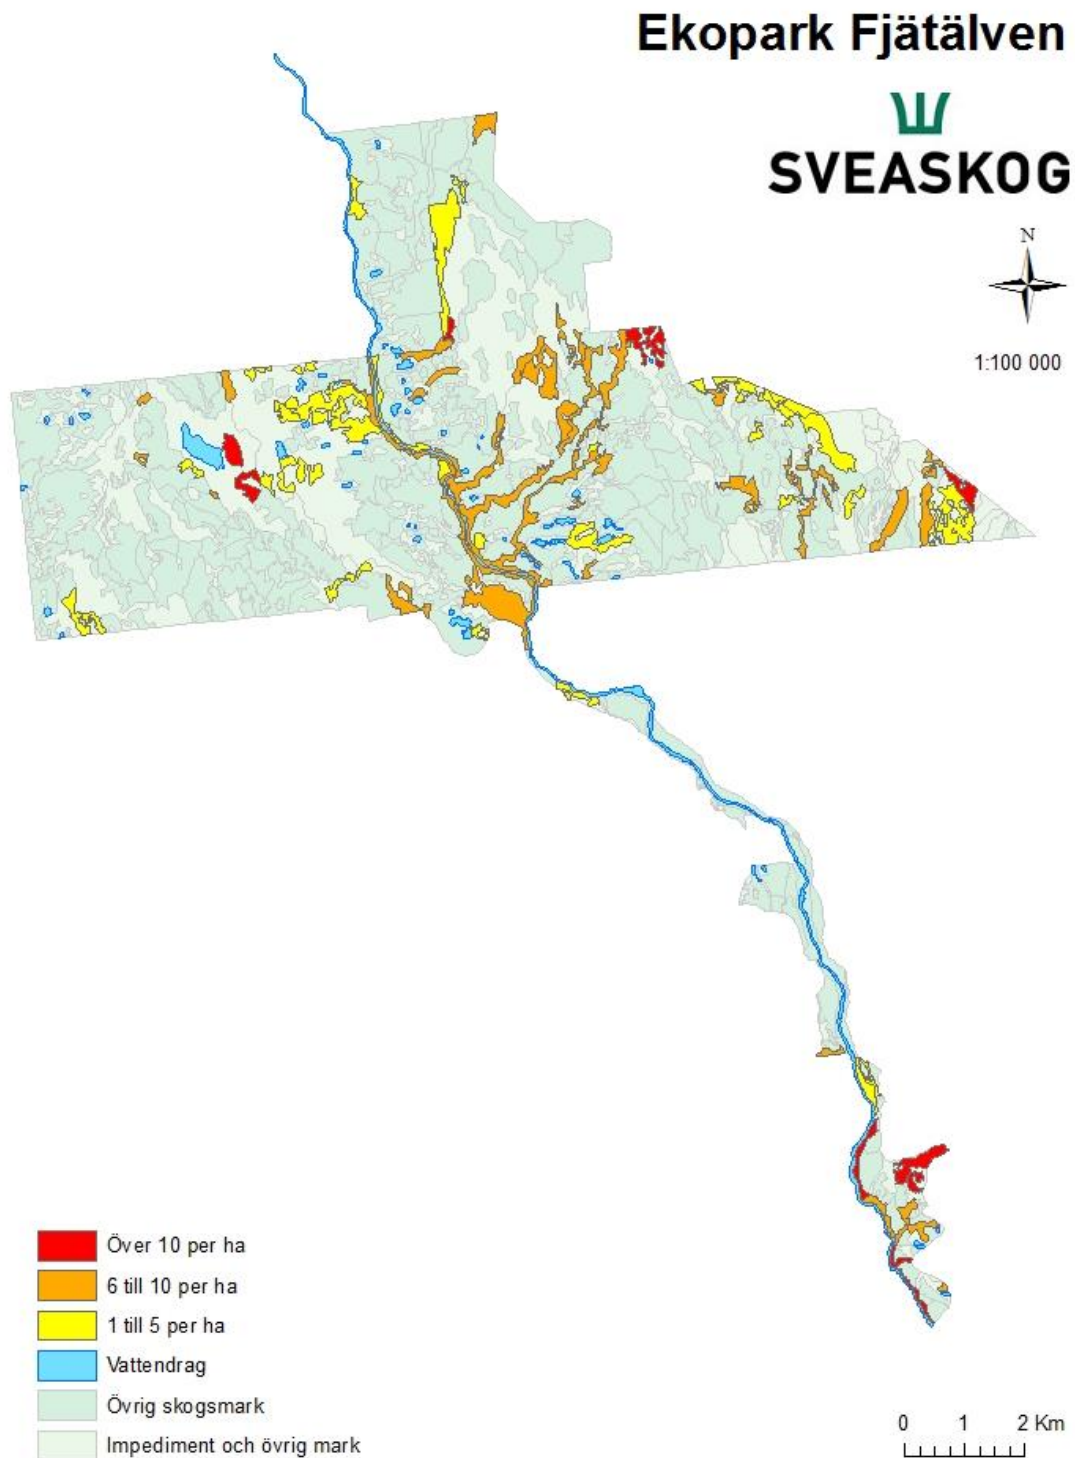 Ekopark Fjätälven
SVEASKOG
N
1:100 000
Över 10 per ha
6 till 10 per ha
1 till 5 per ha
Vattendrag
Övrig skogsmark
Impediment och övrig mark
0 1 2 Km